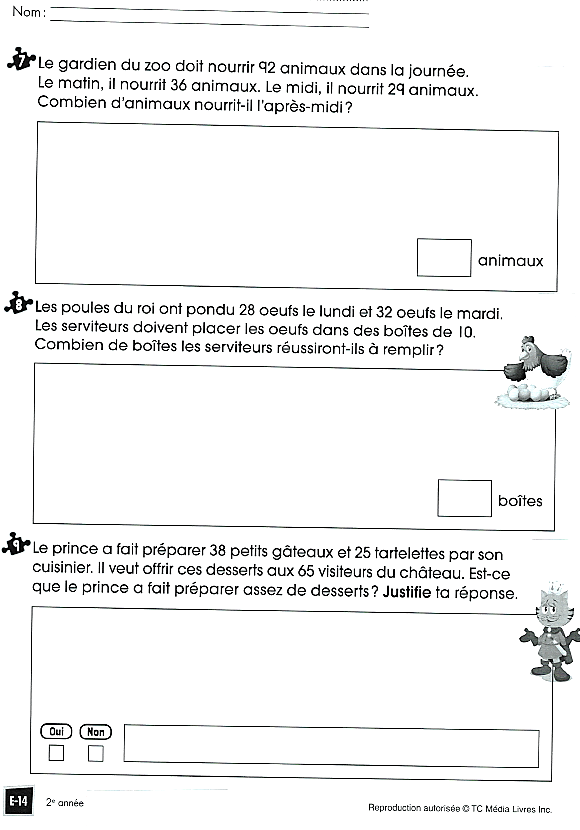 Nom :
7 Le gardien du zoo doit nourrir 92 animaux dans la journée.
Le matin, il nourrit 36 animaux. Le midi, il nourrit 29 animaux.
Combien d'animaux nourrit-il l'après-midi ?
animaux
8 Les poules du roi ont pondu 28 oeufs le lundi et 32 oeufs le mardi.
Les serviteurs doivent placer les oeufs dans des boîtes de 10.
Combien de boîtes les serviteurs réussiront-ils à remplir ?
boîtes
9 Le prince a fait préparer 38 petits gâteaux et 25 tartelettes par son
cuisinier. Il veut offrir ces desserts aux 65 visiteurs du château. Est-ce
que le prince a fait préparer assez de desserts ? Justifie ta réponse.
Oui Non
E-14 2e année
Reproduction autorisée © TC Média Livres Inc.